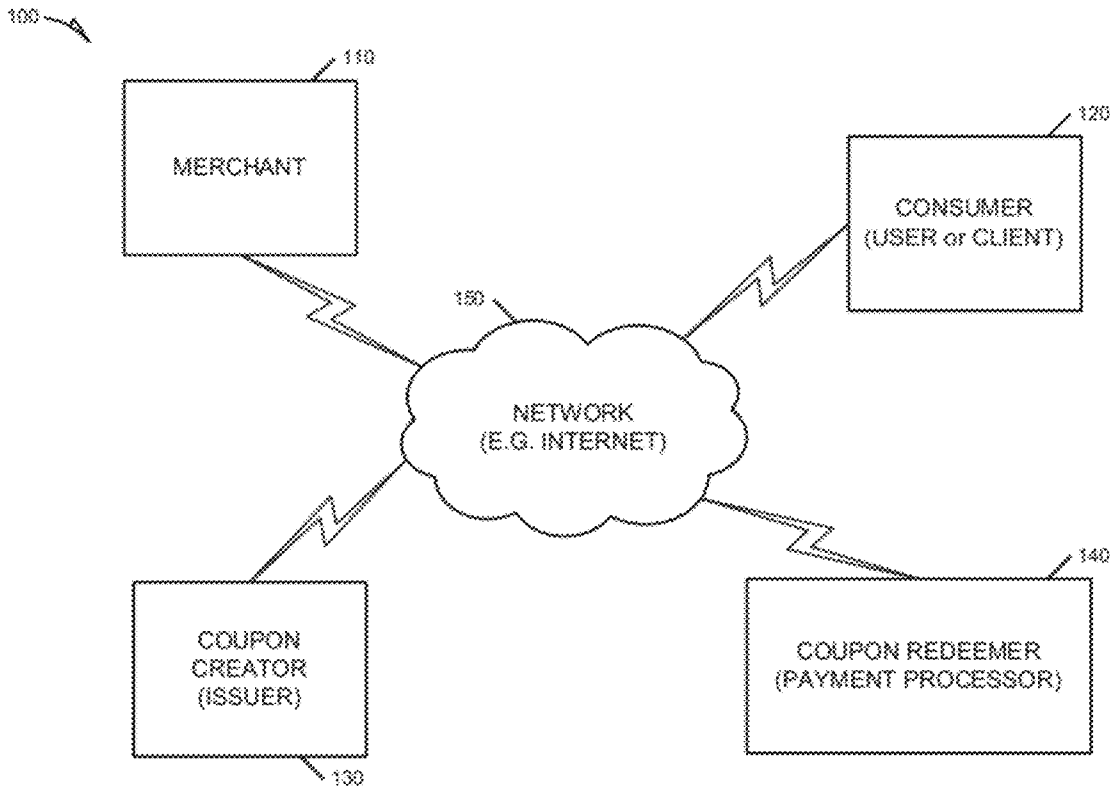 100
110
MERCHANT
120
CONSUMER
(USER or CLIENT)
150
NETWORK
(E.G. INTERNET)
COUPON
CREATOR
(ISSUER)
130
140
COUPON REDEEMER
(PAYMENT PROCESSOR)